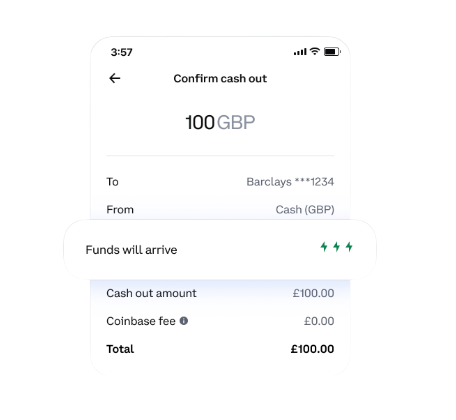 3:57
Confirm cash out
100 GBP
To Barclays ***1234
From Cash (GBP)
Funds will arrive
Cash out amount £100.00
Coinbase fee £0.00
Total £100.00